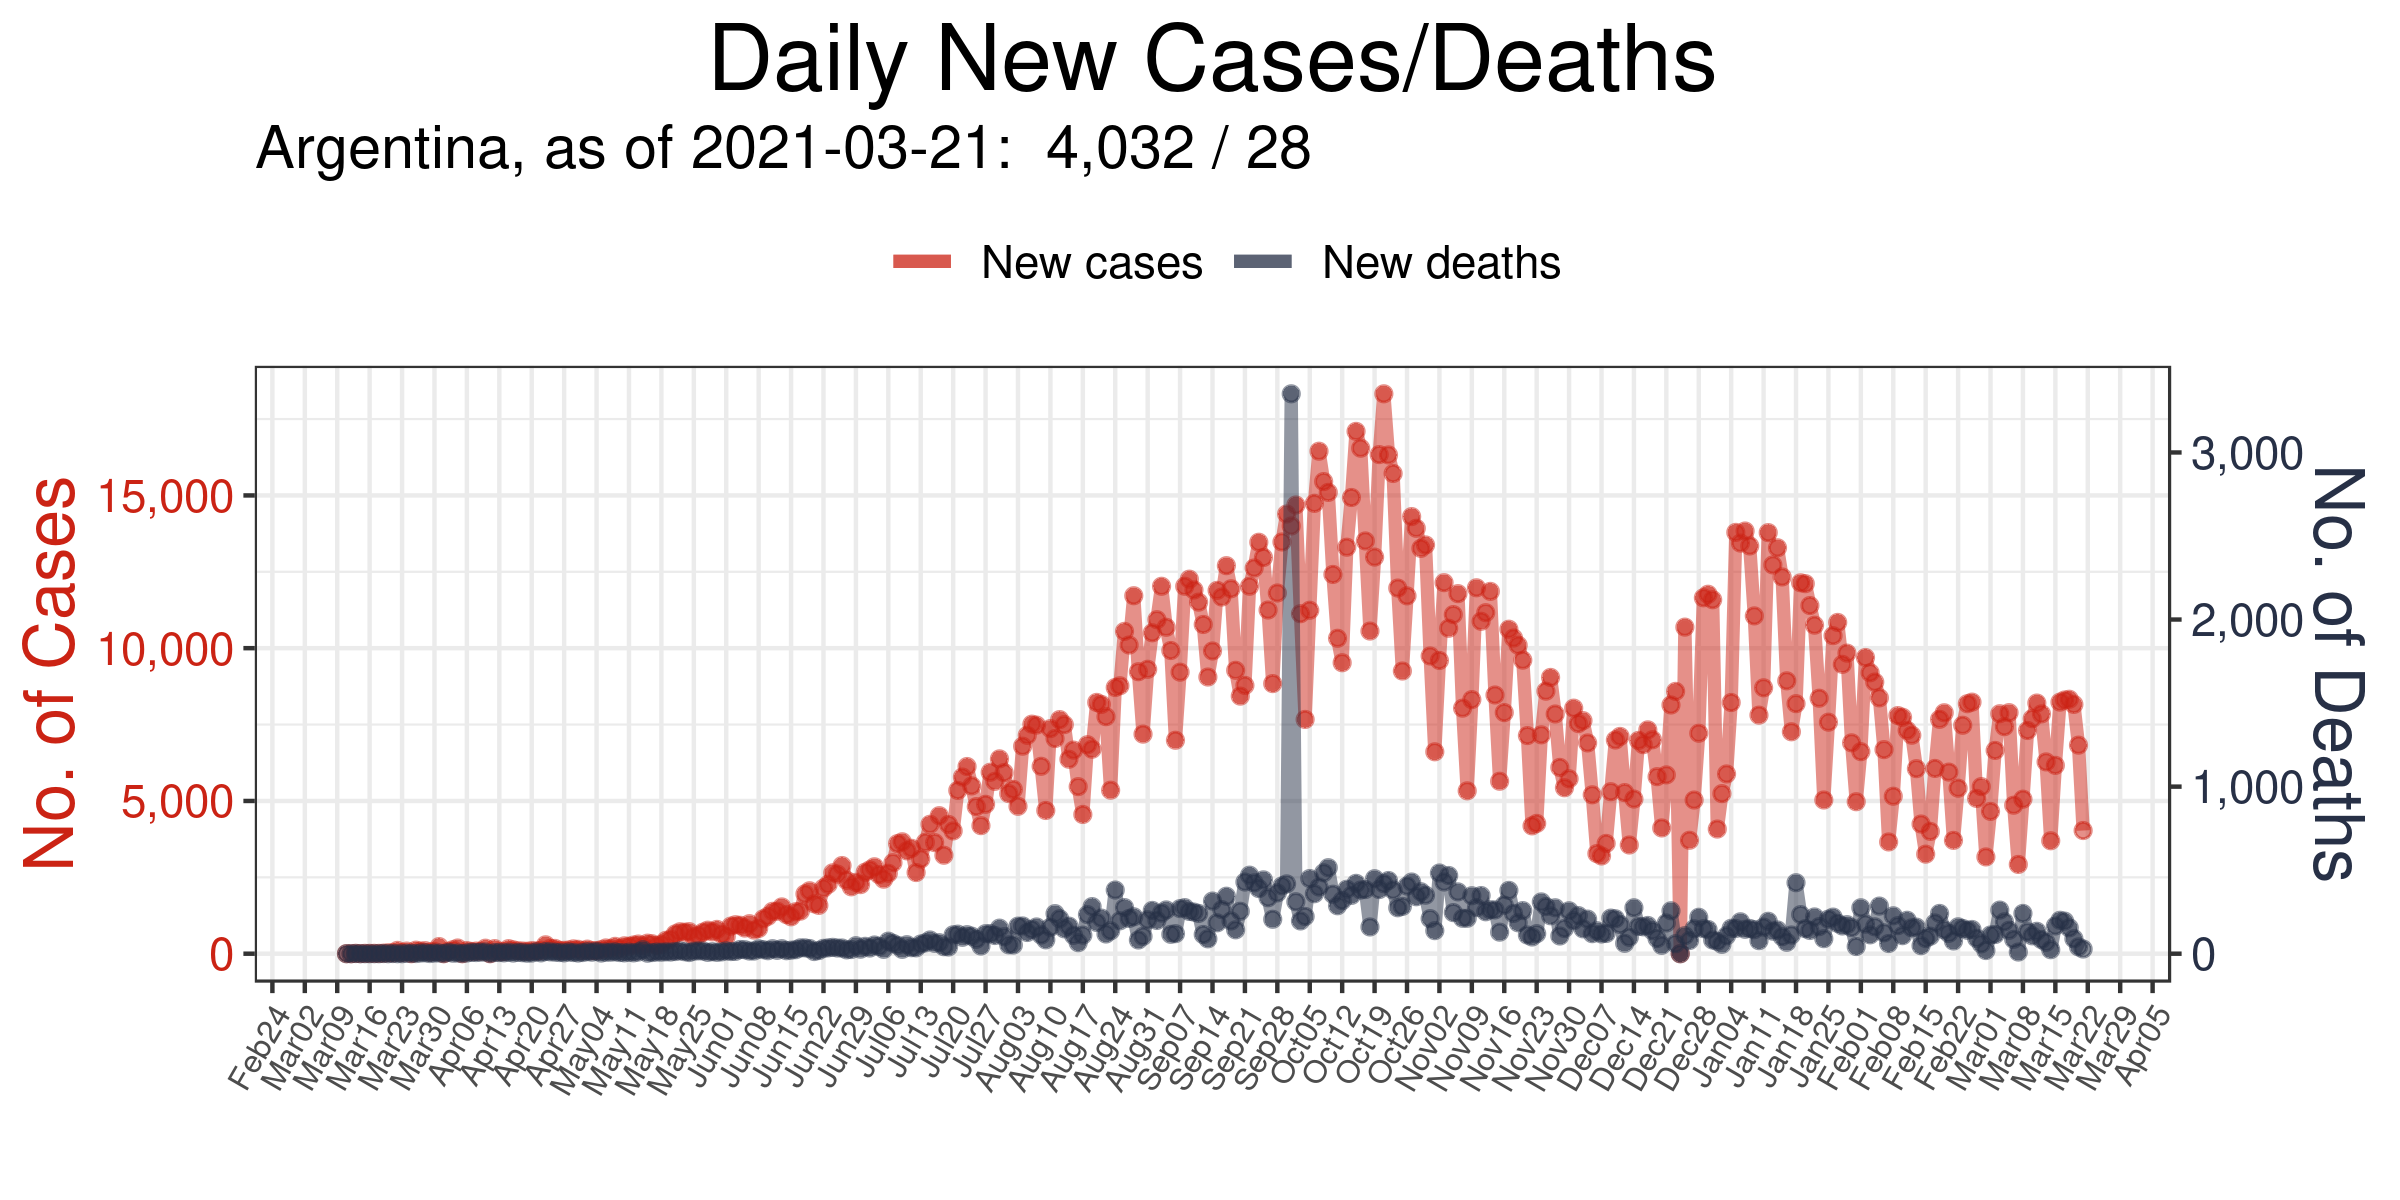 Daily New Cases/Deaths
Argentina, as of 2021-03-21:  4,032 / 28
New cases
New deaths
No. of Cases
15,000
10,000
5,000
0
3,000
2,000
1,000
0
No. of Deaths
Feb24
Mar02
Mar09
Mar16
Mar23
Mar30
Apr06
Apr13
Apr20
Apr27
May04
May11
May18
May25
Jun01
Jun08
Jun15
Jun22
Jun29
Jul06
Jul13
Jul20
Jul27
Aug03
Aug10
Aug17
Aug24
Aug31
Sep07
Sep14
Sep21
Sep28
Oct05
Oct12
Oct19
Oct26
Nov02
Nov09
Nov16
Nov23
Nov30
Dec07
Dec14
Dec21
Dec28
Jan04
Jan11
Jan18
Jan25
Feb01
Feb08
Feb15
Feb22
Mar01
Mar08
Mar15
Mar22
Mar29
Apr05